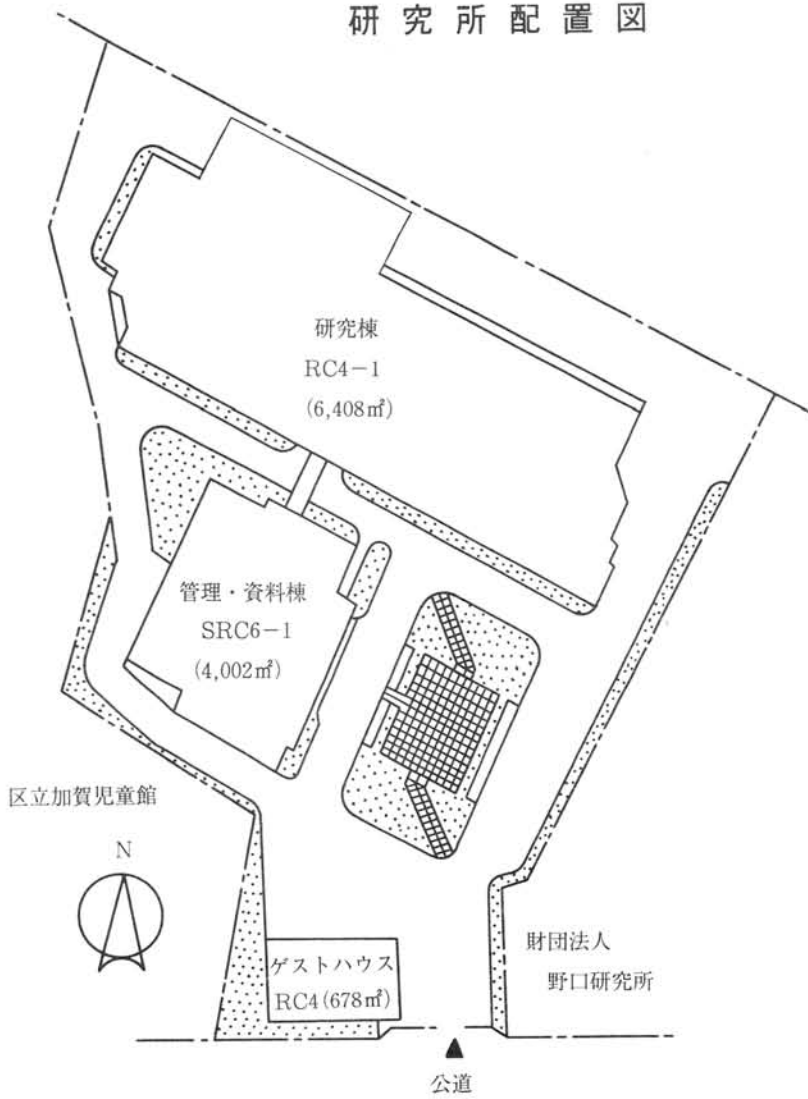 研究所配置図
研究棟
RC4-1
(6,408㎡)
管理・資料棟
SRC6-1
(4,002㎡)
区立加賀児童館
N
ゲストハウス
RC4(678㎡)
財団法人
野口研究所
公道